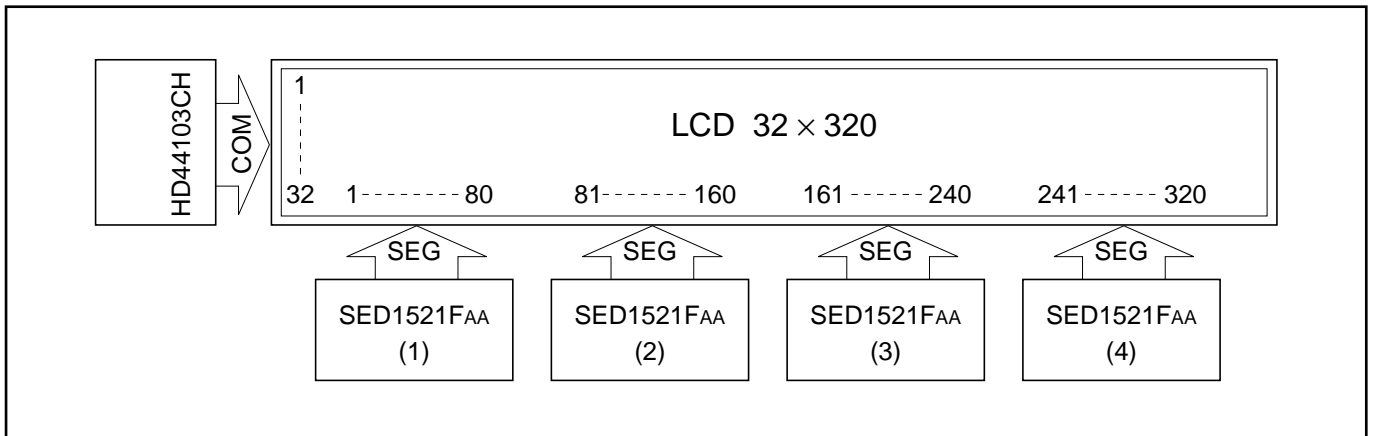 HD44103CH
COM
1
LCD 32 × 320
32 1-------80 81------160 161------240 241------320
SEG SEG SEG SEG
SED1521FAA SED1521FAA SED1521FAA SED1521FAA
(1) (2) (3) (4)